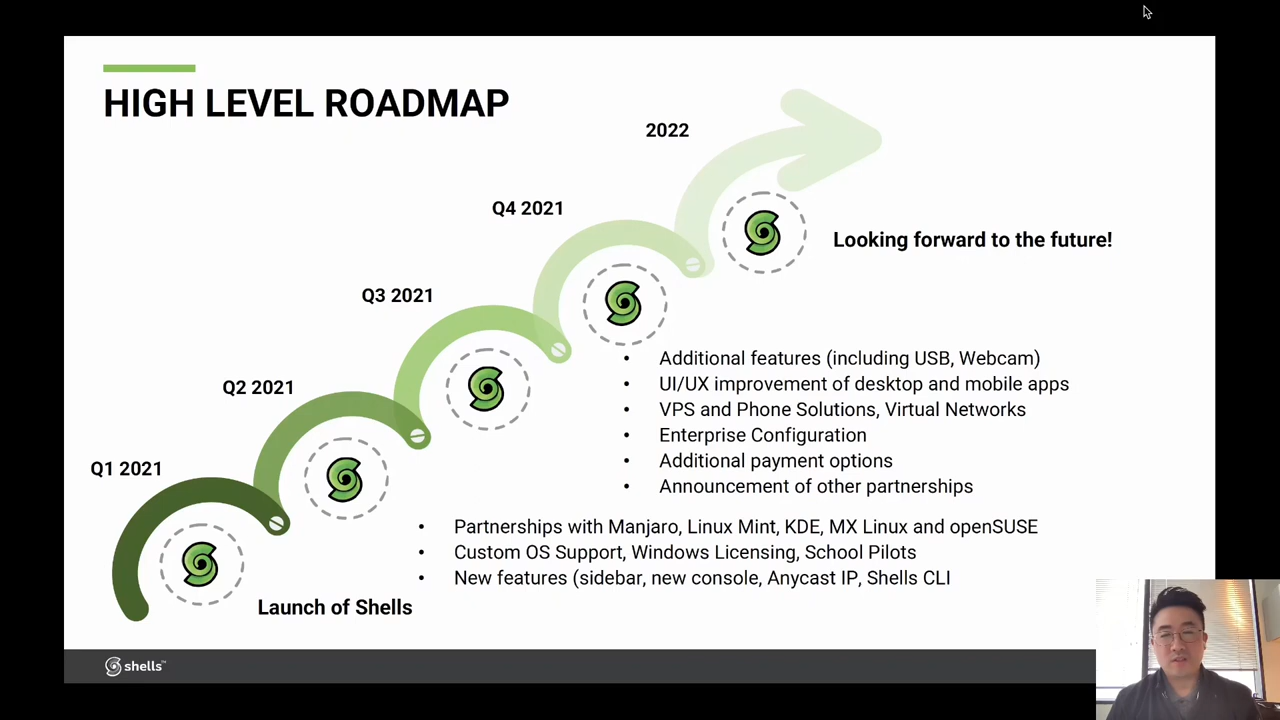 HIGH LEVEL ROADMAP
2022
Q4 2021
Looking forward to the future!
Q3 2021
• Additional features (including USB, Webcam)
• UI/UX improvement of desktop and mobile apps
Q2 2021
• VPS and Phone Solutions, Virtual Networks
• Enterprise Configuration
• Additional payment options
Q1 2021
• Announcement of other partnerships
• Partnerships with Manjaro, Linux Mint, KDE, MX Linux and openSUSE
• Custom OS Support, Windows Licensing, School Pilots
• New features (sidebar, new console, Anycast IP, Shells CLI
Launch of Shells
shells™